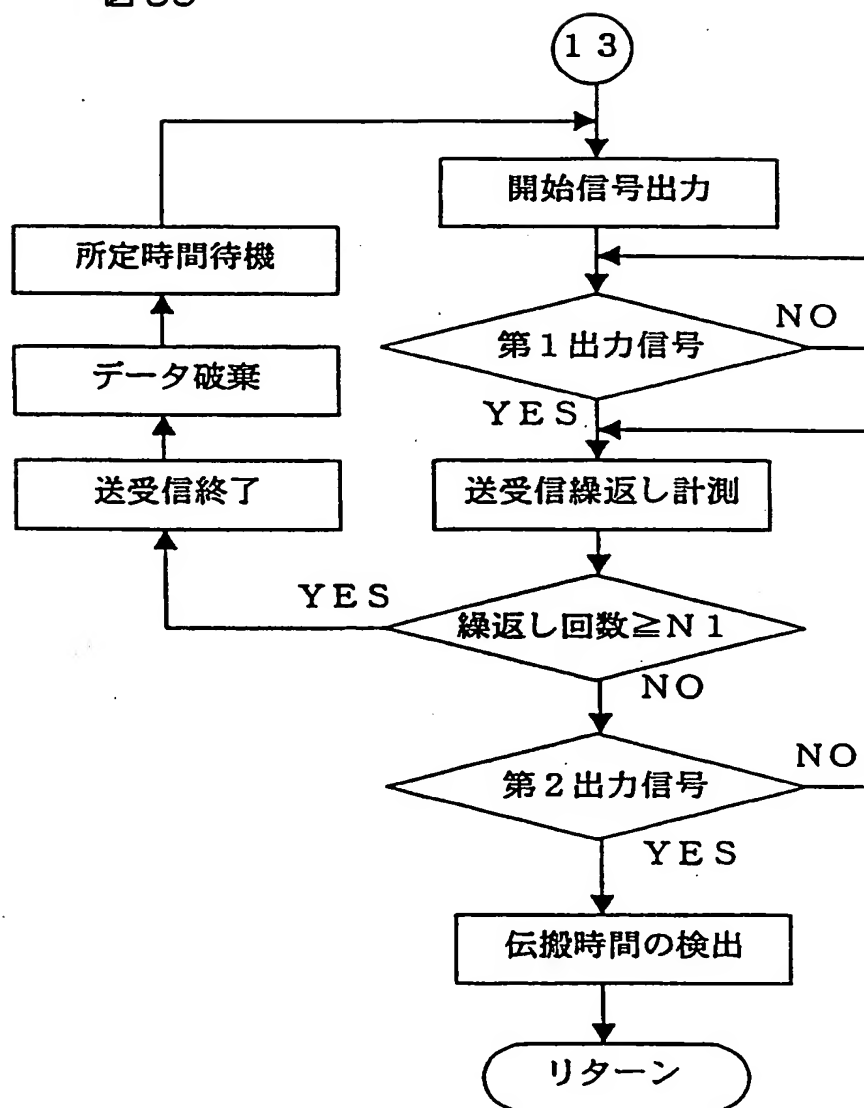 13
開始信号出力
所定時間待機
第1出力信号
NO
データ破棄
YES
送受信終了
送受信繰返し計測
YES
繰返し回数≧N1
NO
第2出力信号
NO
YES
伝搬時間の検出
リターン